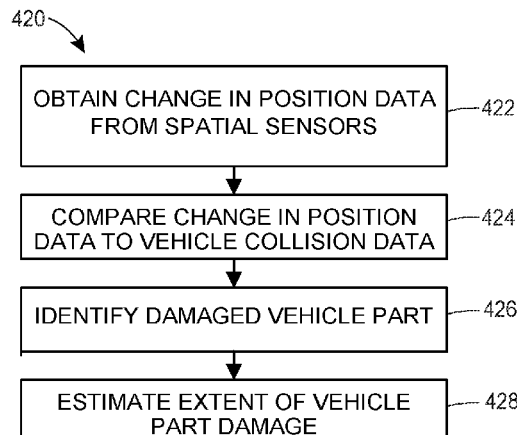 420
OBTAIN CHANGE IN POSITION DATA
FROM SPATIAL SENSORS
422
COMPARE CHANGE IN POSITION
DATA TO VEHICLE COLLISION DATA
424
IDENTIFY DAMAGED VEHICLE PART
426
ESTIMATE EXTENT OF VEHICLE
PART DAMAGE
428